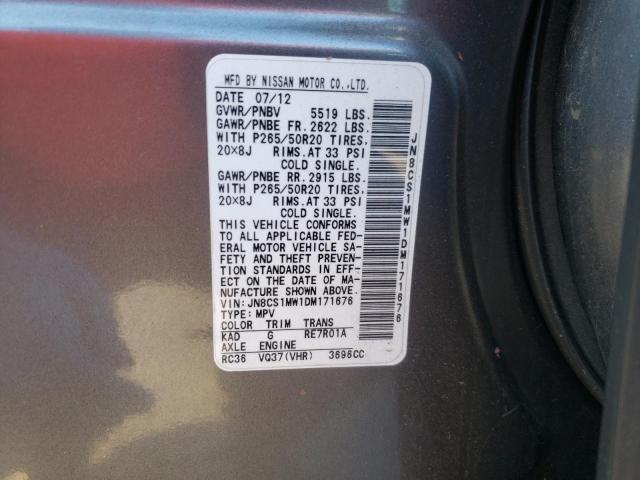 MFD BY NISSAN MOTOR CO.,LTD.
DATE 07/12
GVWR/PNBV 5519 LBS.
GAWR/PNBE FR. 2622 LBS.
WITH P265/50R20 TIRES,
20×8J RIMS.AT 33 PSI
COLD SINGLE.
GAWR/PNBE RR. 2915 LBS.
WITH P265/50R20 TIRES,
20×8J RIMS.AT 33 PSI
COLD SINGLE.
THIS VEHICLE CONFORMS
TO ALL APPLICABLE FED-
ERAL MOTOR VEHICLE SA-
FETY AND THEFT PREVEN-
TION STANDARDS IN EFF-
ECT ON THE DATE OF MA-
NUFACTURE SHOWN ABOVE.
VIN: JN8CS1MW1DM171676
TYPE: MPV
COLOR TRIM TRANS
KAD G RE7R01A
AXLE ENGINE
RC36 VQ37(VHR) 3696CC
JN8CS1MW1DM171676